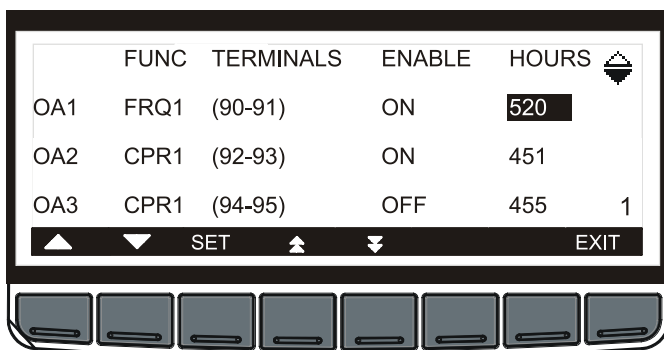 FUNC TERMINALS ENABLE HOURS
OA1 FRQ1 (90-91) ON 520
OA2 CPR1 (92-93) ON 451
OA3 CPR1 (94-95) OFF 455 1
SET EXIT